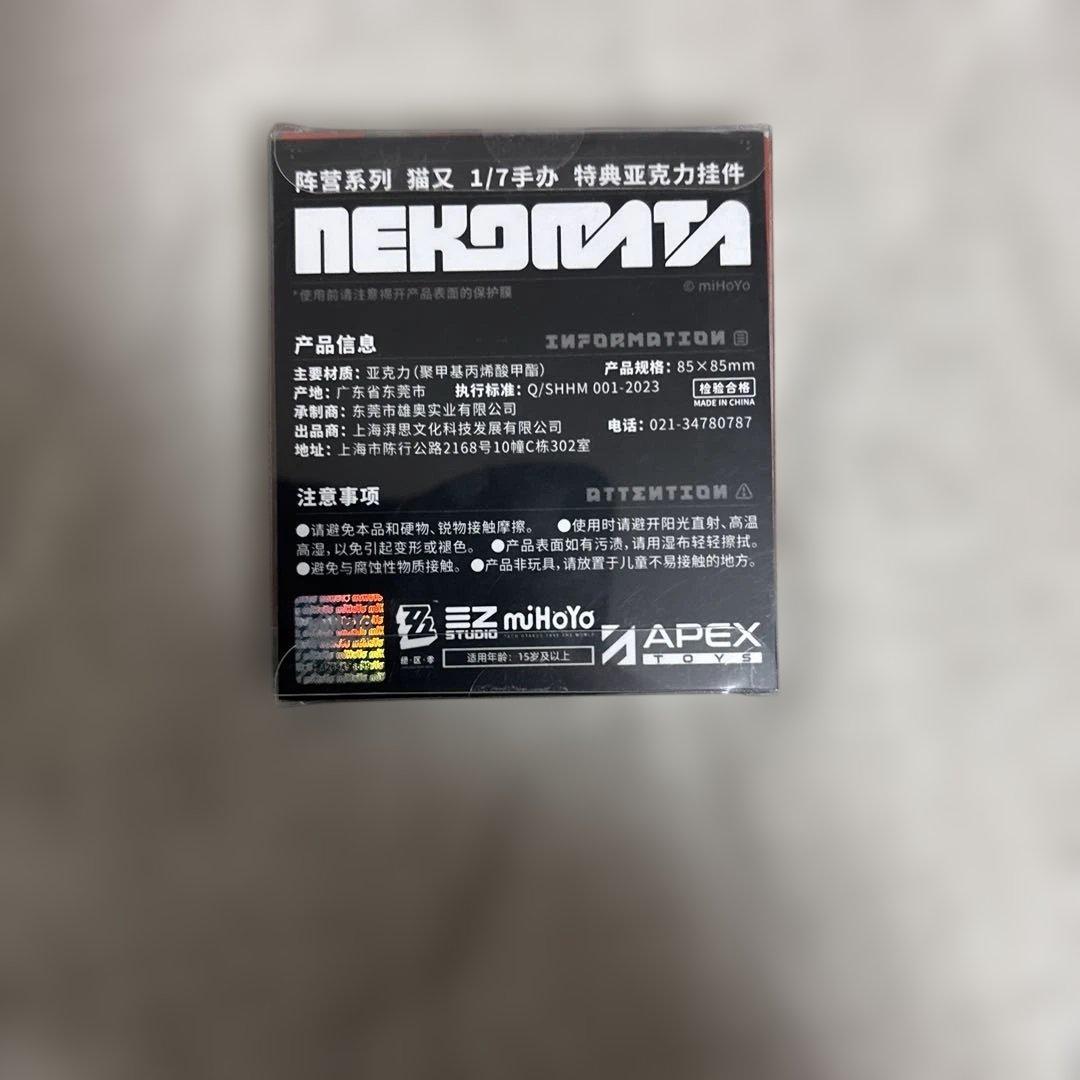 阵营系列 猫又 1/7手办 特典亚克力挂件
NEKOMATA
*使用前请注意揭开产品表面的保护膜 © miHoYo
产品信息 INFORMATION
主要材质：亚克力(聚甲基丙烯酸甲酯) 产品规格：85×85mm
产地：广东省东莞市 执行标准：Q/SHHM 001-2023 检验合格
MADE IN CHINA
承制商：东莞市雄奥实业有限公司
出品商：上海湃思文化科技发展有限公司 电话：021-34780787
地址：上海市陈行公路2168号10幢C栋302室
注意事项 ATTENTION
●请避免本品和硬物、锐物接触摩擦。 ●使用时请避开阳光直射、高温
高湿，以免引起变形或褪色。 ●产品表面如有污渍，请用湿布轻轻擦拭。
●避免与腐蚀性物质接触。 ●产品非玩具，请放置于儿童不易接触的地方。
绝·区·零
EZ STUDIO
miHoYo
TECH OTAKUS SAVE THE WORLD
适用年龄：15岁及以上
APEX
TOYS